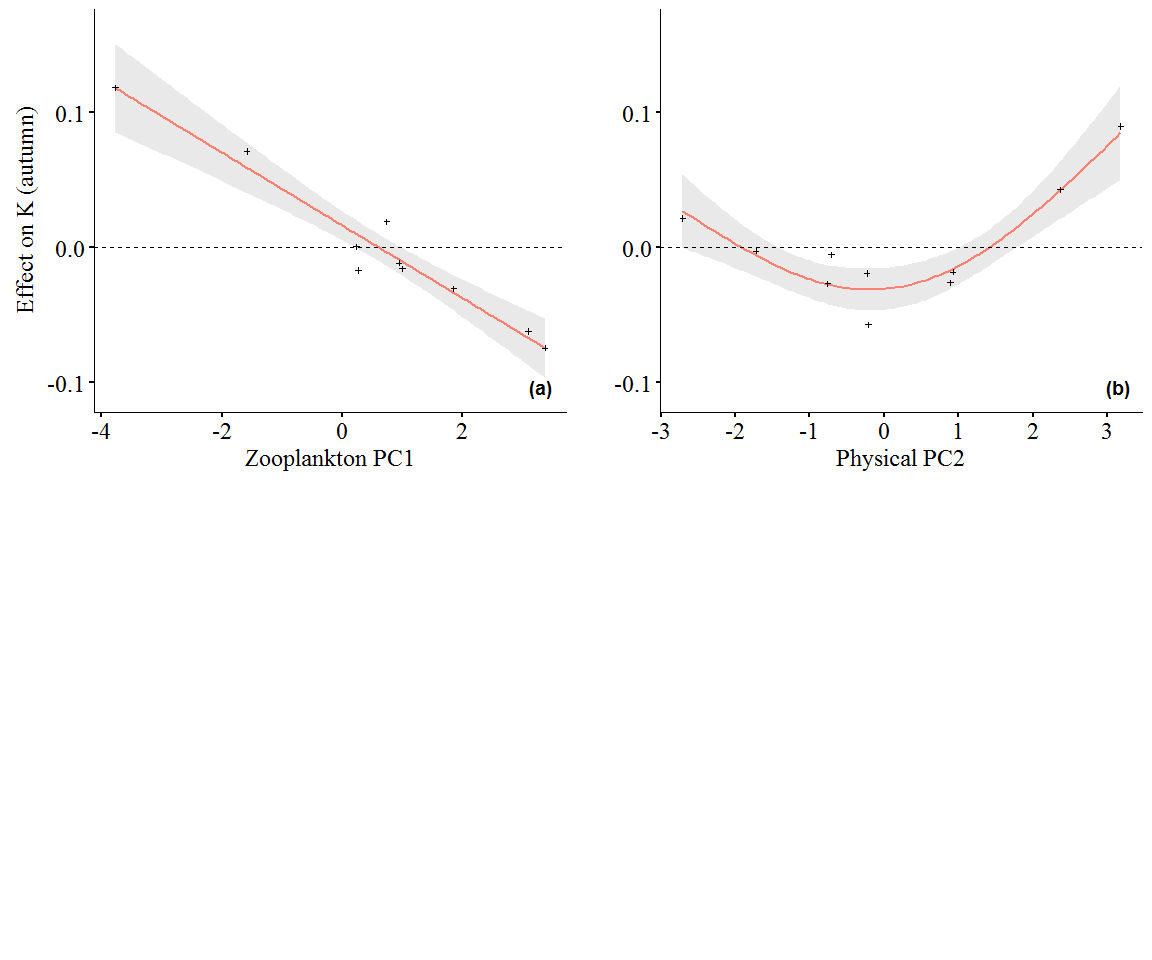 Effect on K (autumn)
0.1
0.0
-0.1
(a)
-4 -2 0 2
Zooplankton PC1
0.1
0.0
-0.1
(b)
-3 -2 -1 0 1 2 3
Physical PC2